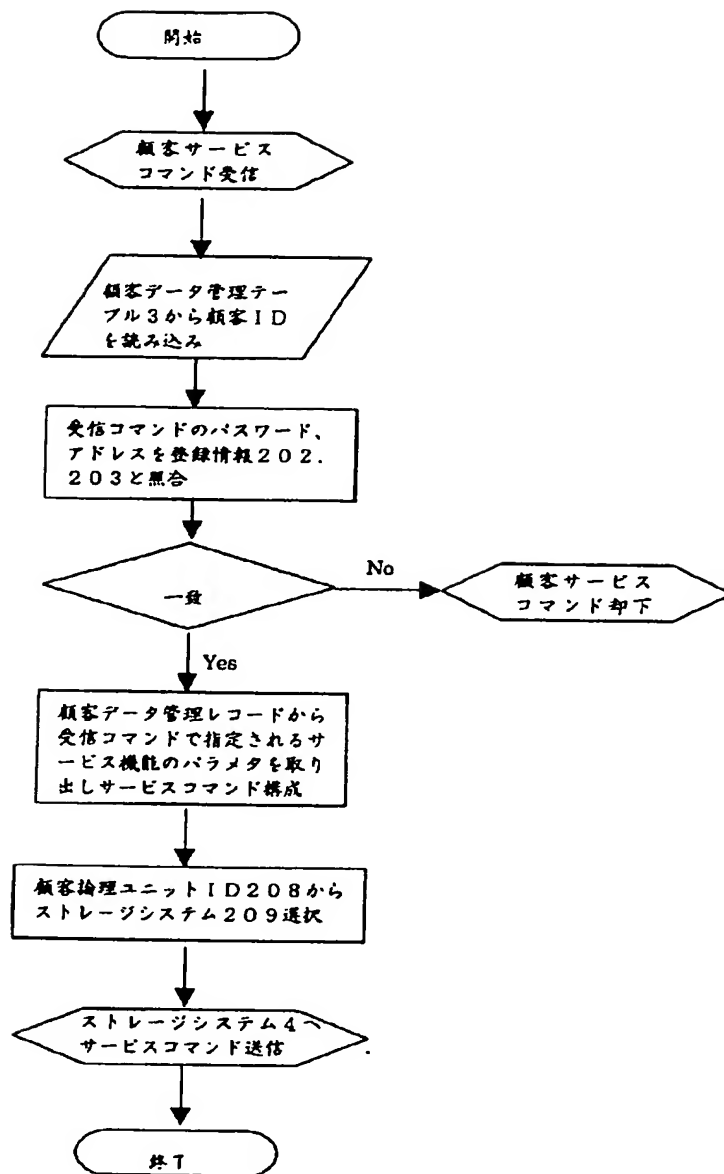 開始
顧客サービス
コマンド受信
顧客データ管理テー
ブル3から顧客ID
を読み込み
受信コマンドのパスワード、
アドレスを登録情報202.
203と照合
一致
No
顧客サービス
コマンド却下
Yes
顧客データ管理レコードから
受信コマンドで指定されるサ
ービス機能のパラメタを取り
出しサービスコマンド構成
顧客論理ユニットID208から
ストレージシステム209選択
ストレージシステム4へ
サービスコマンド送信
終了